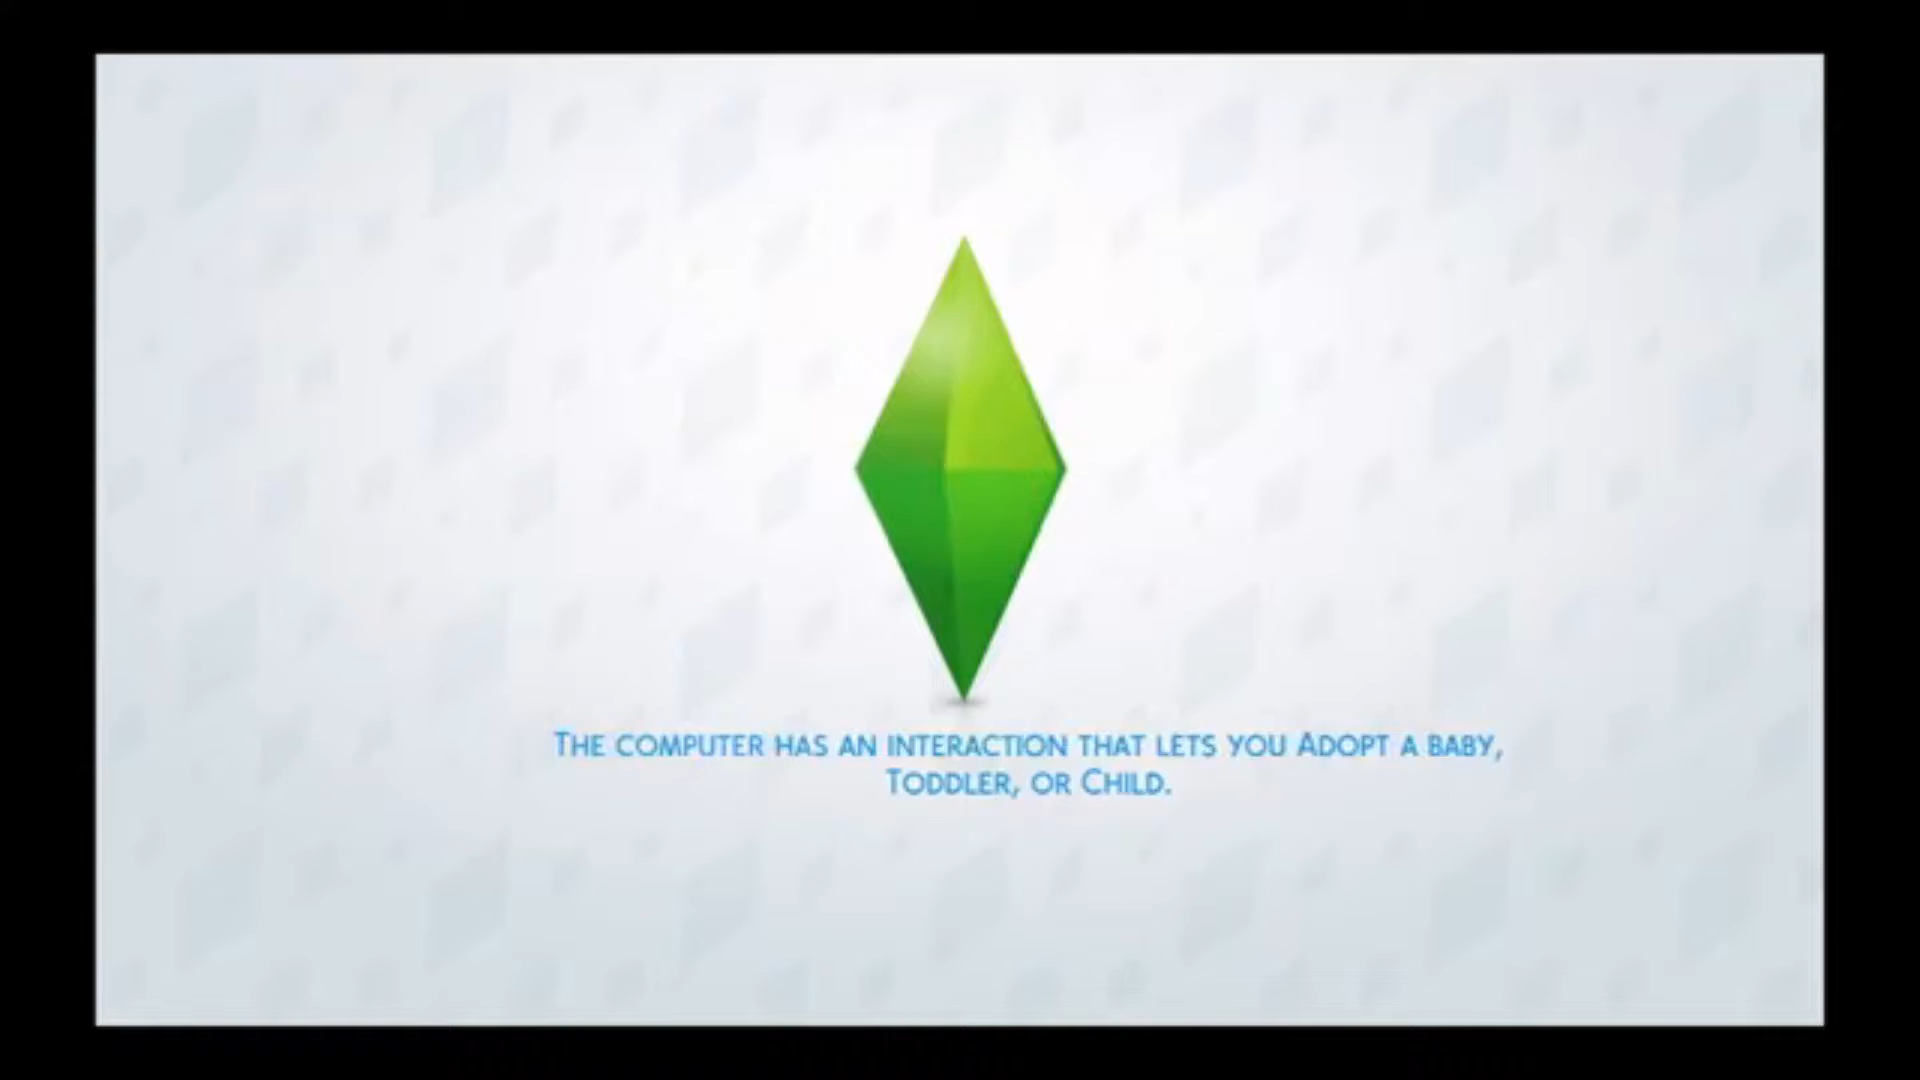 The computer has an interaction that lets you Adopt a baby,
Toddler, or Child.